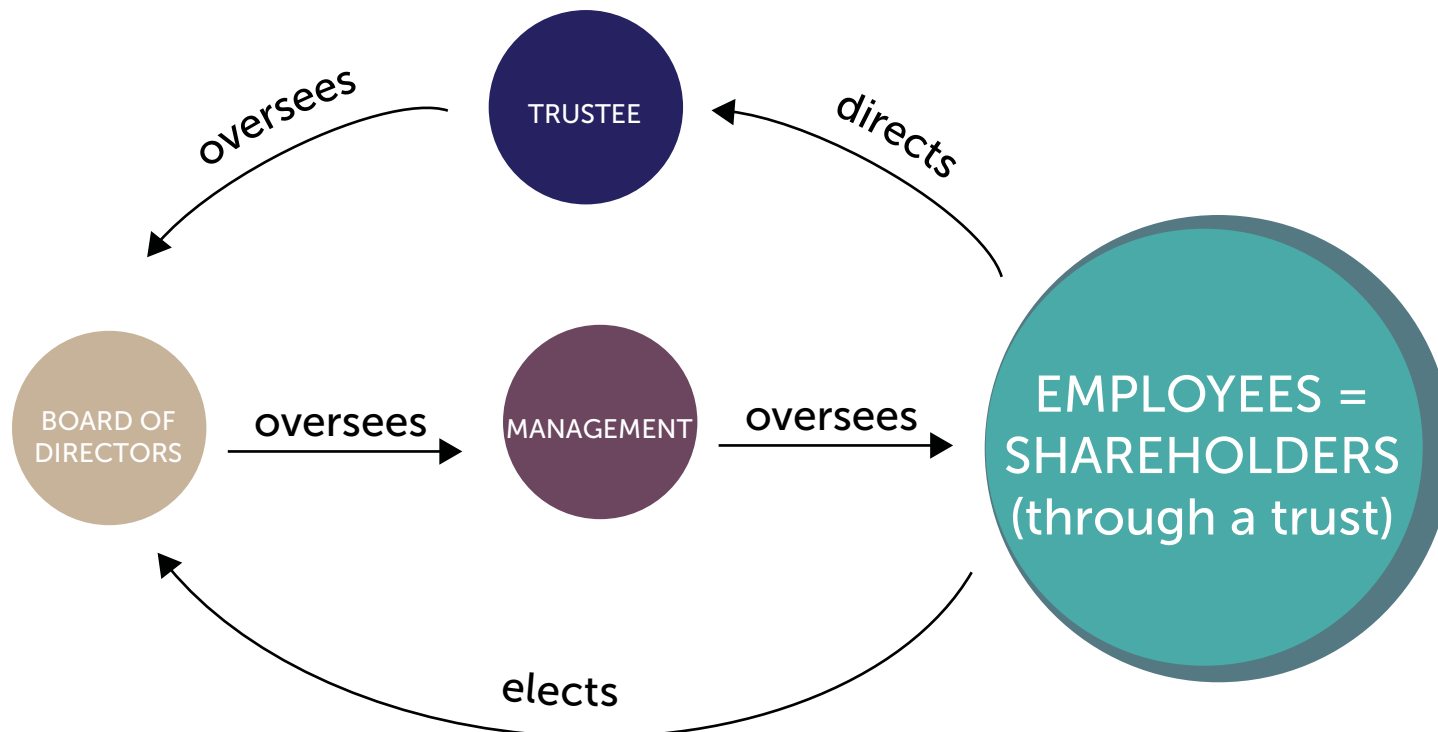 oversees
TRUSTEE
directs
BOARD OF
DIRECTORS
oversees
MANAGEMENT
oversees
EMPLOYEES =
SHAREHOLDERS
(through a trust)
elects